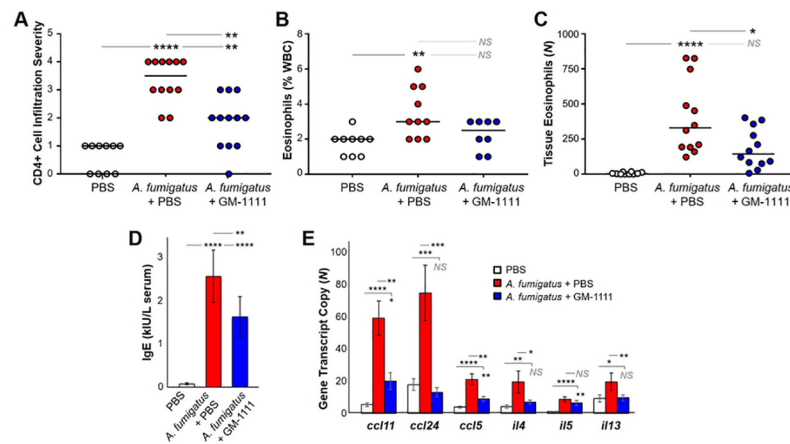 A
CD4+ Cell Infiltration Severity
5
4
3
2
1
0
**
****
**
PBS
A. fumigatus
+ PBS
A. fumigatus
+ GM-1111
B
Eosinophils (% WBC)
8
6
4
2
0
NS
**
NS
PBS
A. fumigatus
+ PBS
A. fumigatus
+ GM-1111
C
Tissue Eosinophils (N)
1000
750
500
250
0
*
****
NS
PBS
A. fumigatus
+ PBS
A. fumigatus
+ GM-1111
D
IgE (kIU/L serum)
3
2
1
0
**
****
****
PBS
A. fumigatus
+ PBS
A. fumigatus
+ GM-1111
E
Gene Transcript Copy (N)
100
80
60
40
20
0
PBS
A. fumigatus + PBS
A. fumigatus + GM-1111
**
****
*
***
***
NS
**
****
**
*
**
NS
NS
****
**
**
*
NS
ccl11
ccl24
ccl5
il4
il5
il13